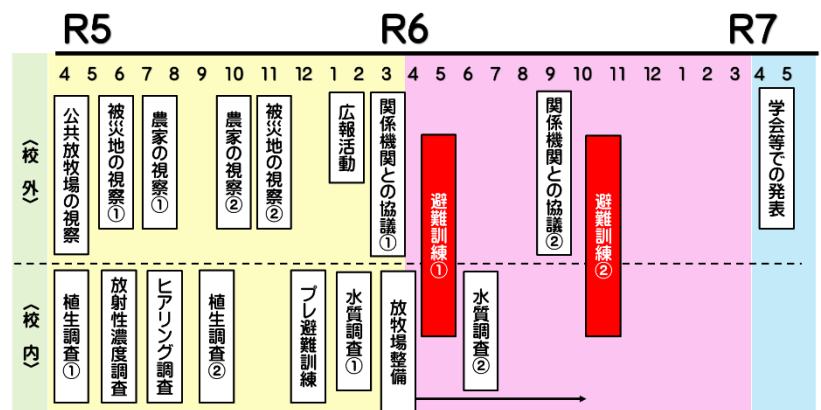 R5 R6 R7
4 5 6 7 8 9 10 11 12 1 2 3 4 5 6 7 8 9 10 11 12 1 2 3 4 5
〈校外〉
公共放牧場の視察
被災地の視察①
農家の視察①
農家の視察②
被災地の視察②
広報活動
関係機関との協議①
避難訓練①
関係機関との協議②
避難訓練②
学会等での発表
〈校内〉
植生調査①
放射性濃度調査
ヒアリング調査
植生調査②
プレ避難訓練
水質調査①
放牧場整備
水質調査②